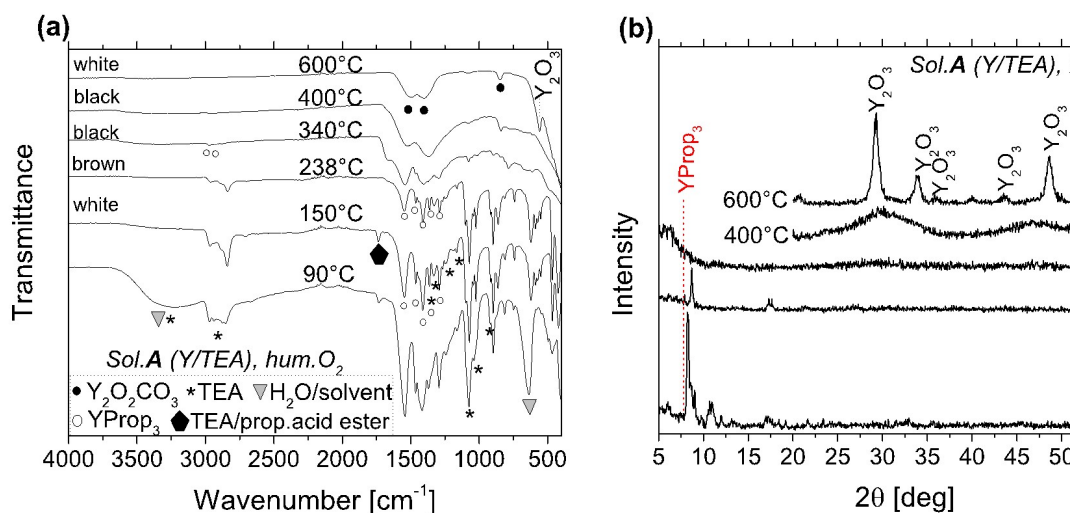 (a)
white
600°C
Y2O3
black
400°C
black
340°C
brown
238°C
white
150°C
90°C
Transmittance
Sol.A (Y/TEA), hum.O2
● Y2O2CO3 *TEA ▼ H2O/solvent
○ YProp3 ⬟ TEA/prop.acid ester
4000 3500 3000 2500 2000 1500 1000 500
Wavenumber [cm-1]
(b)
Sol.A (Y/TEA),
Y2O3
Y2O3
Y2O3
Y2O3
Y2O3
YProp3
600°C
400°C
Intensity
5 10 15 20 25 30 35 40 45 50
2θ [deg]